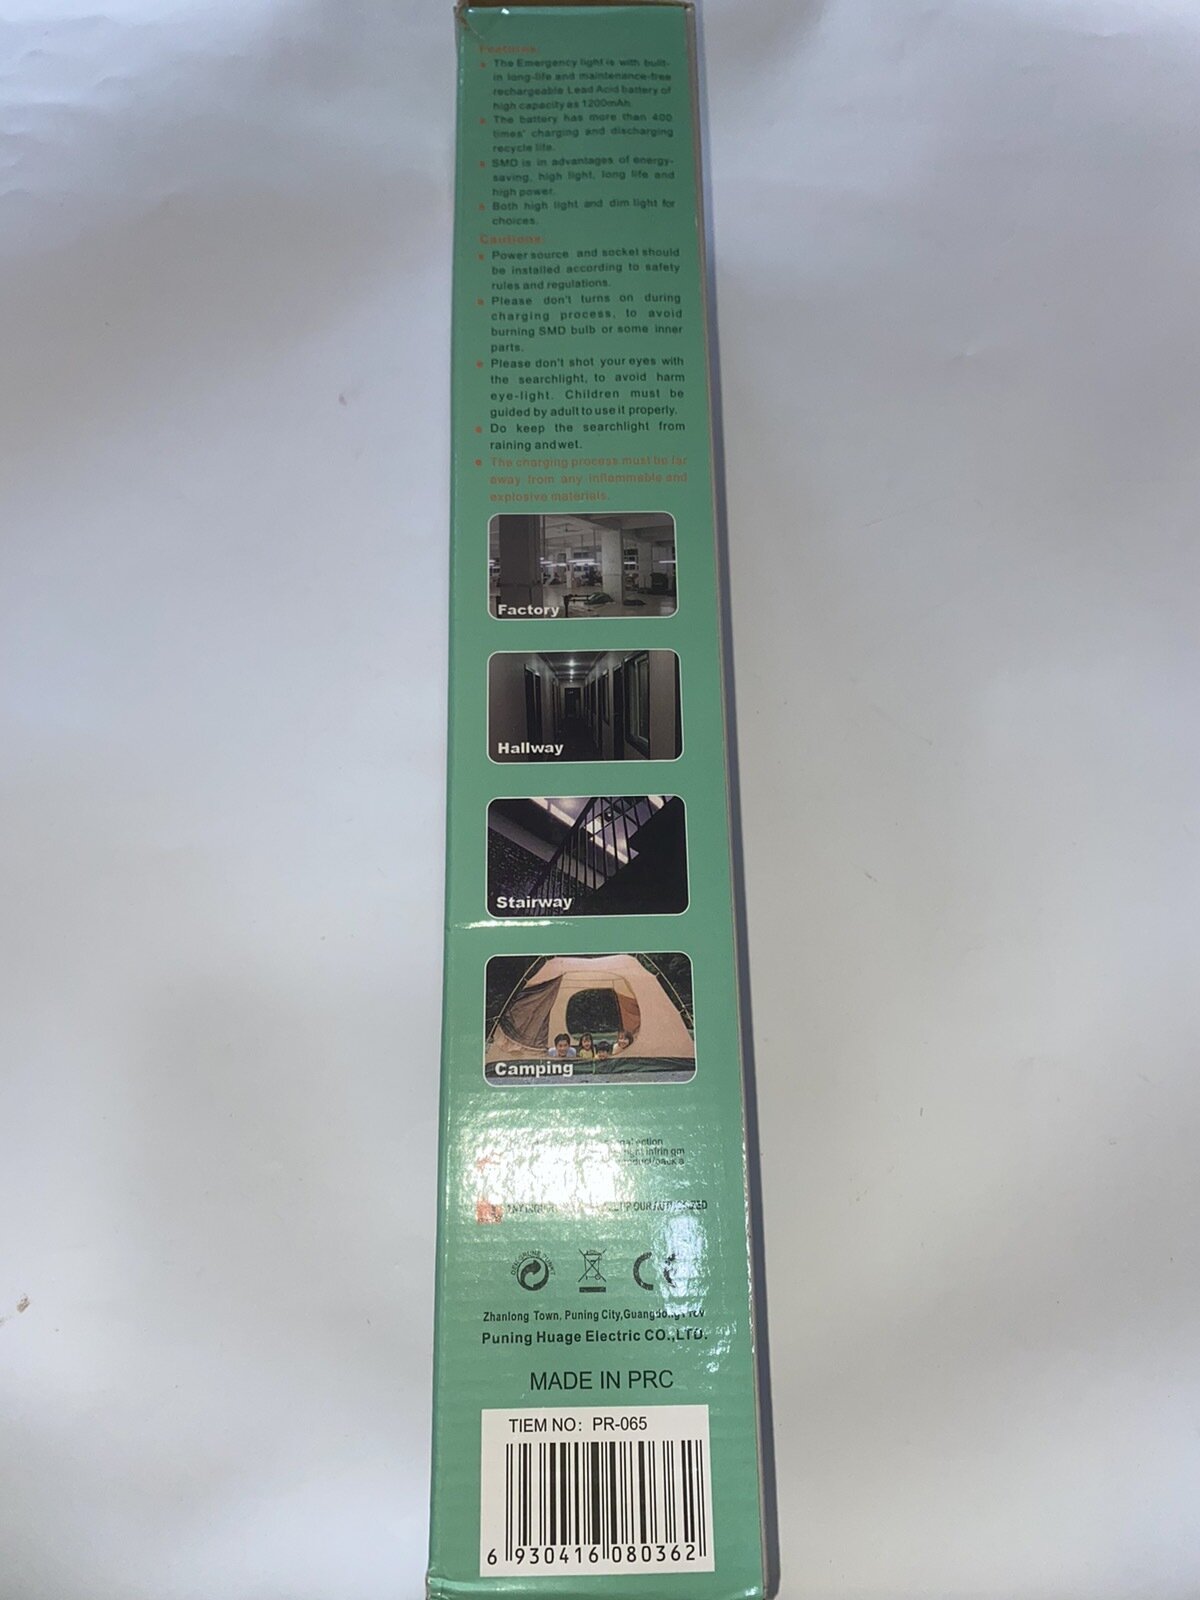 Features:
The Emergency light is with built-
in long-life and maintenance-free
rechargeable Lead Acid battery of
high capacity as 1200mAh.
The battery has more than 400
times' charging and discharging
recycle life.
SMD is in advantages of energy-
saving, high light, long life and
high power.
Both high light and dim light for
choices.
Cautions:
Power source and socket should
be installed according to safety
rules and regulations.
Please don't turns on during
charging process, to avoid
burning SMD bulb or some inner
parts.
Please don't shot your eyes with
the searchlight, to avoid harm
eye-light. Children must be
guided by adult to use it properly.
Do keep the searchlight from
raining and wet.
The charging process must be far
away from any inflammable and
explosive materials.
Factory
Hallway
Stairway
Camping
infrin gm
OUR AUTHORIZED
DER GRÜNE PUNKT
CE
Zhanlong Town, Puning City,
Puning Huage Electric CO.,LTD.
MADE IN PRC
TIEM NO: PR-065
6 930416 080362